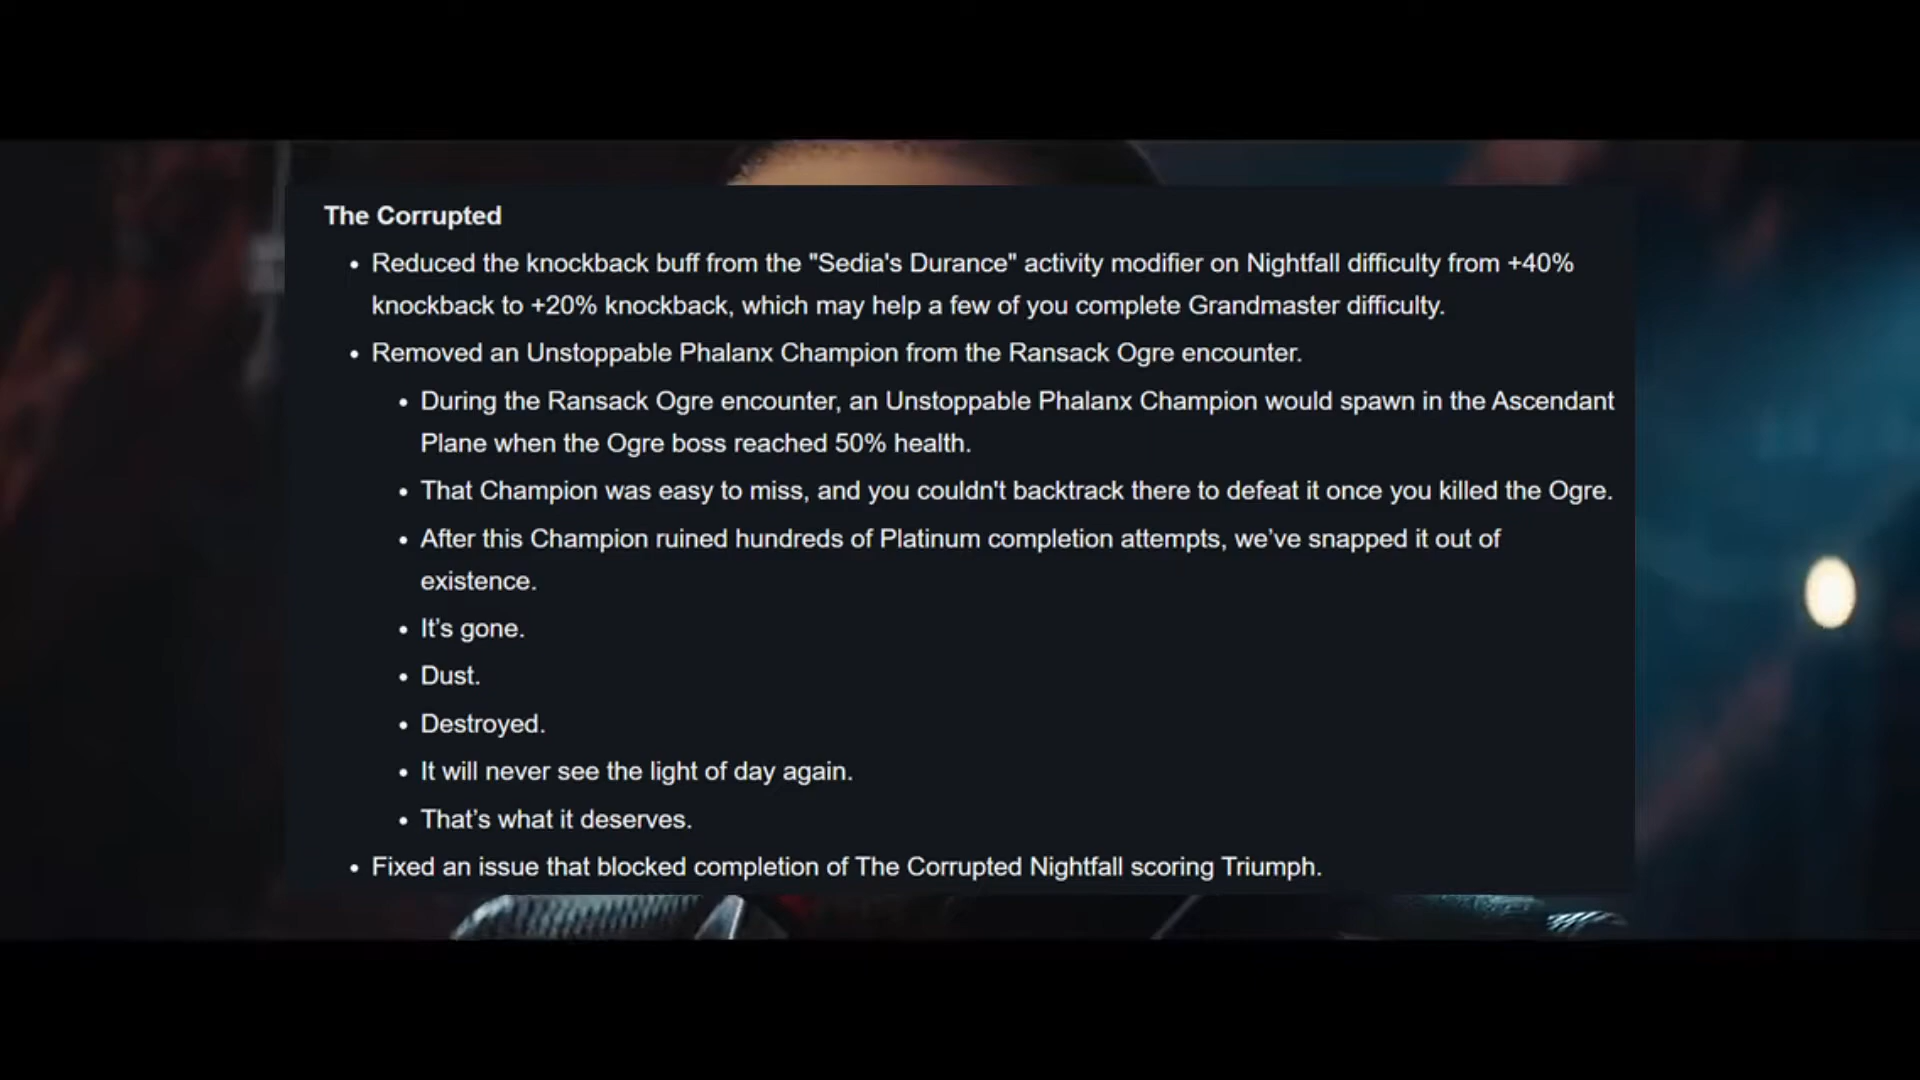 The Corrupted
• Reduced the knockback buff from the "Sedia's Durance" activity modifier on Nightfall difficulty from +40%
knockback to +20% knockback, which may help a few of you complete Grandmaster difficulty.
• Removed an Unstoppable Phalanx Champion from the Ransack Ogre encounter.
• During the Ransack Ogre encounter, an Unstoppable Phalanx Champion would spawn in the Ascendant
Plane when the Ogre boss reached 50% health.
• That Champion was easy to miss, and you couldn't backtrack there to defeat it once you killed the Ogre.
• After this Champion ruined hundreds of Platinum completion attempts, we’ve snapped it out of
existence.
• It’s gone.
• Dust.
• Destroyed.
• It will never see the light of day again.
• That’s what it deserves.
• Fixed an issue that blocked completion of The Corrupted Nightfall scoring Triumph.